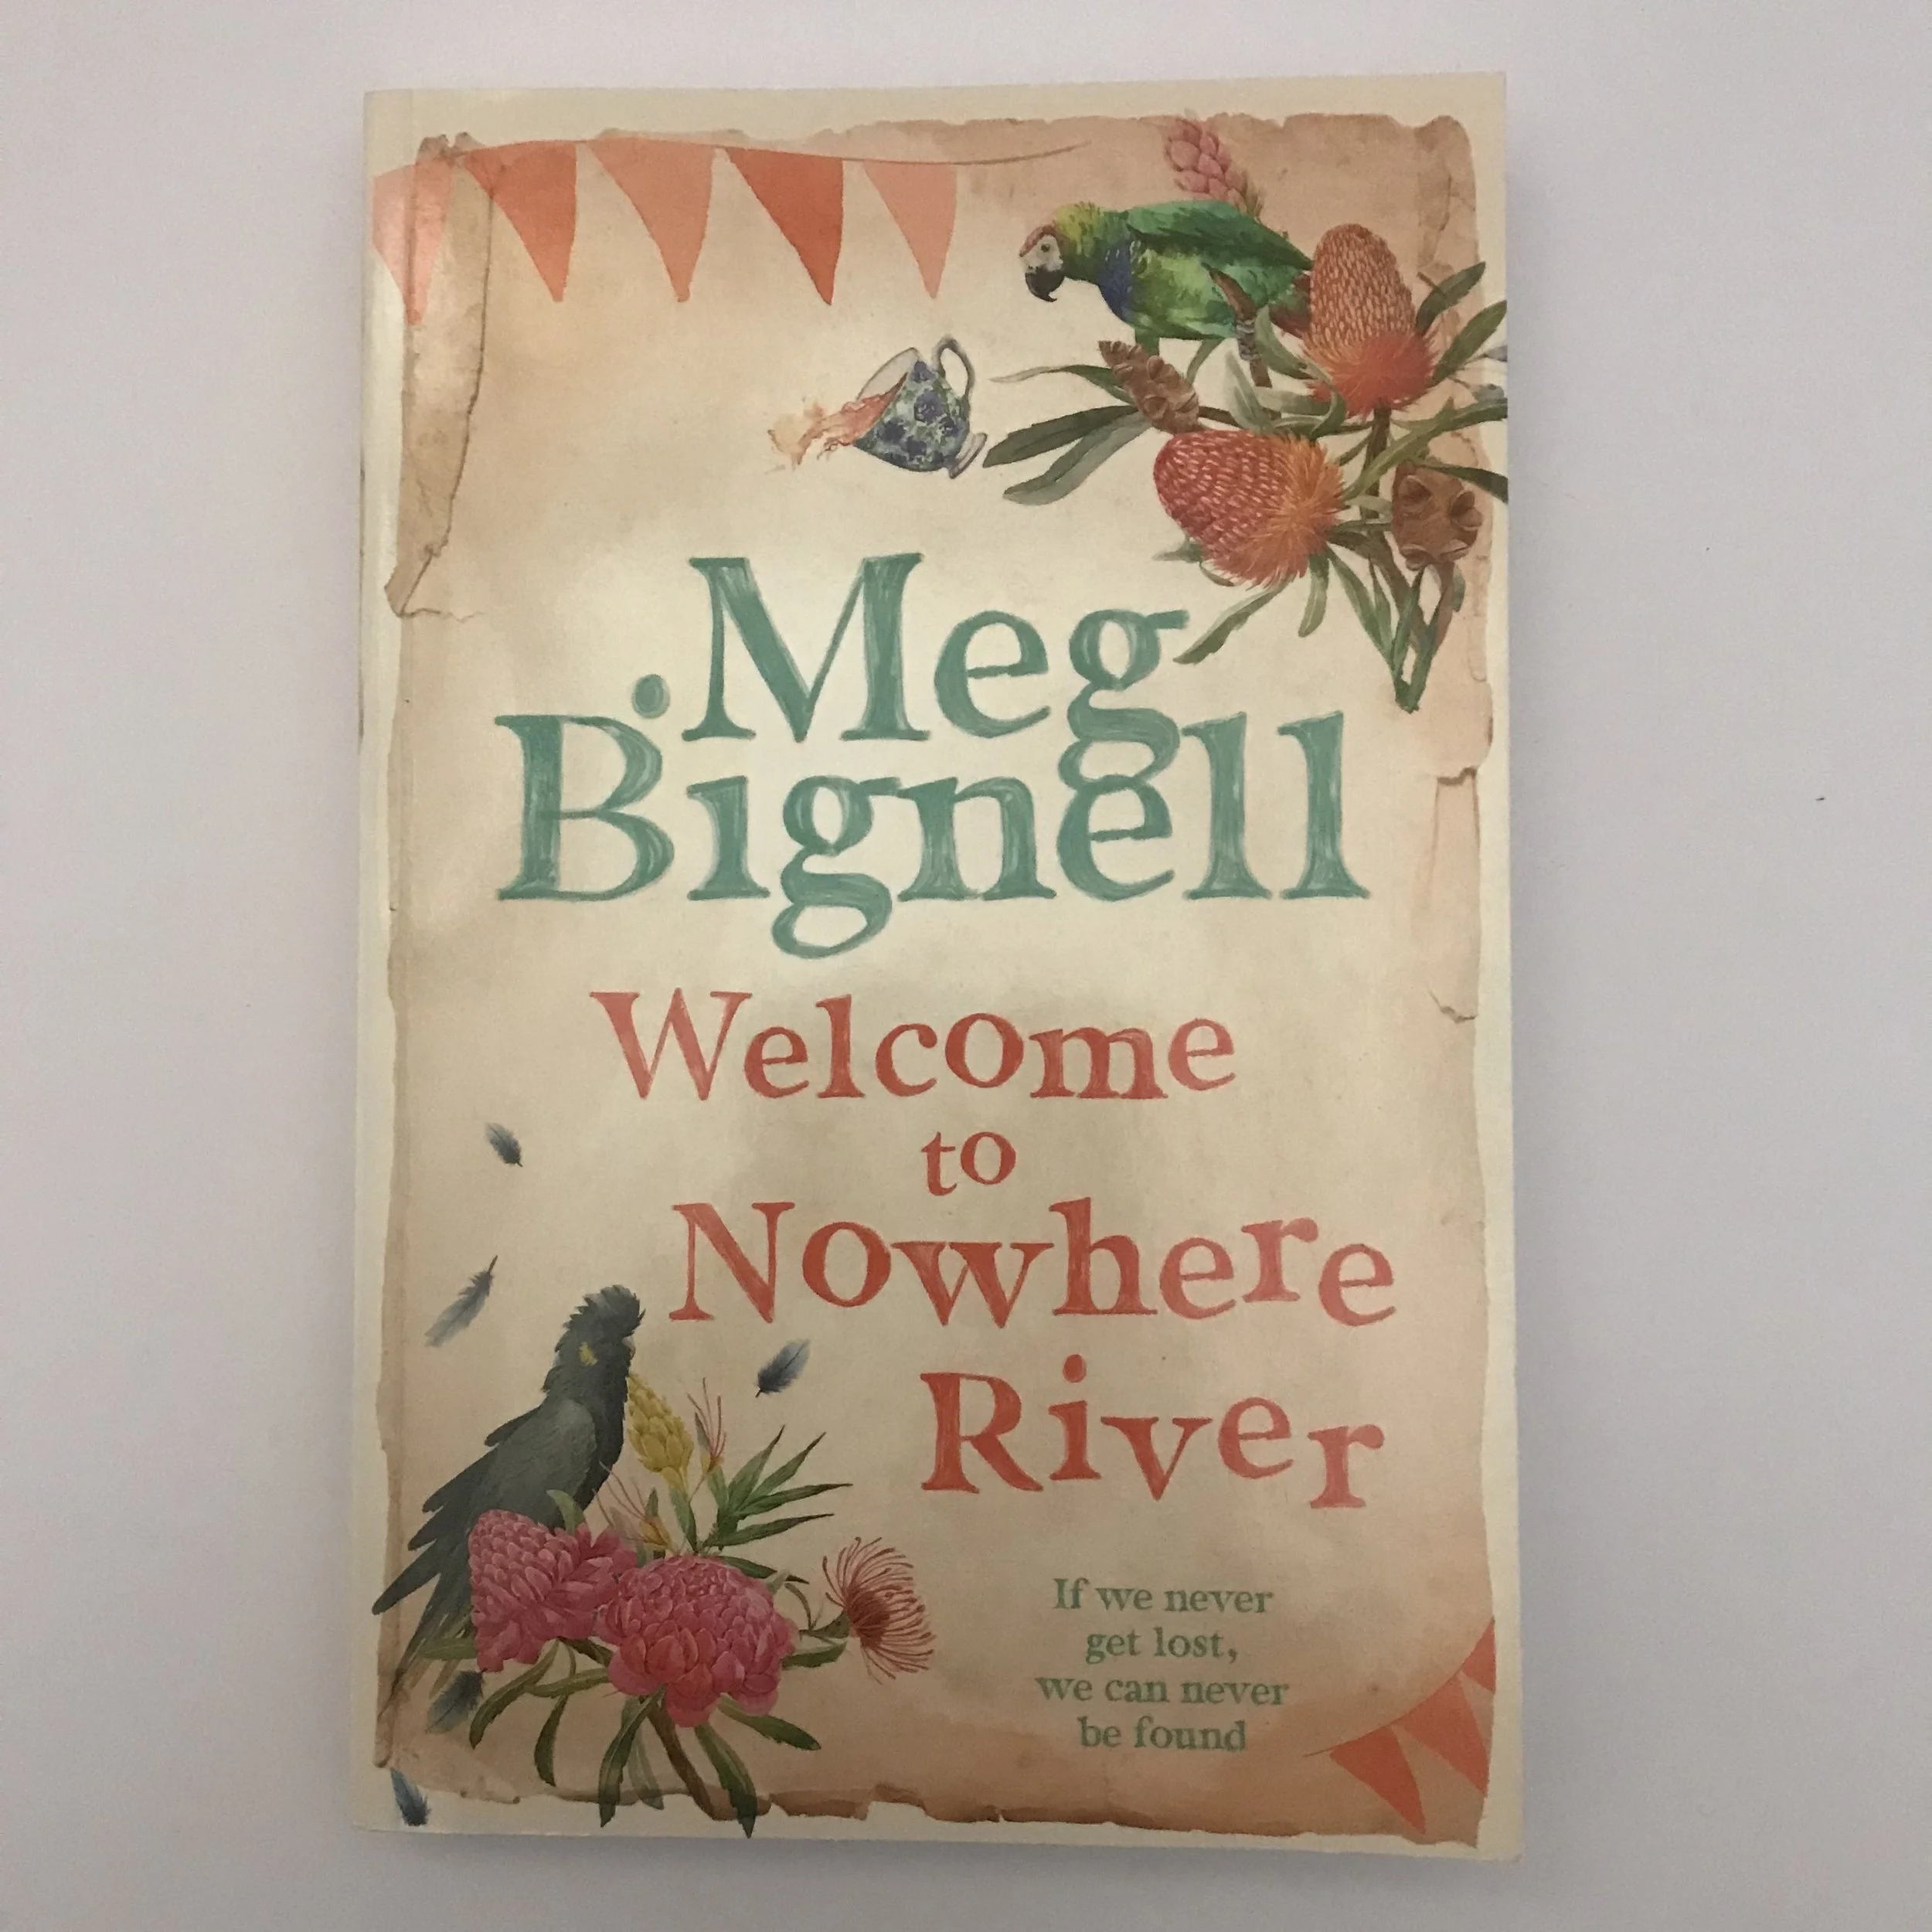 Meg
Bignell
Welcome
to
Nowhere
River
If we never
get lost,
we can never
be found